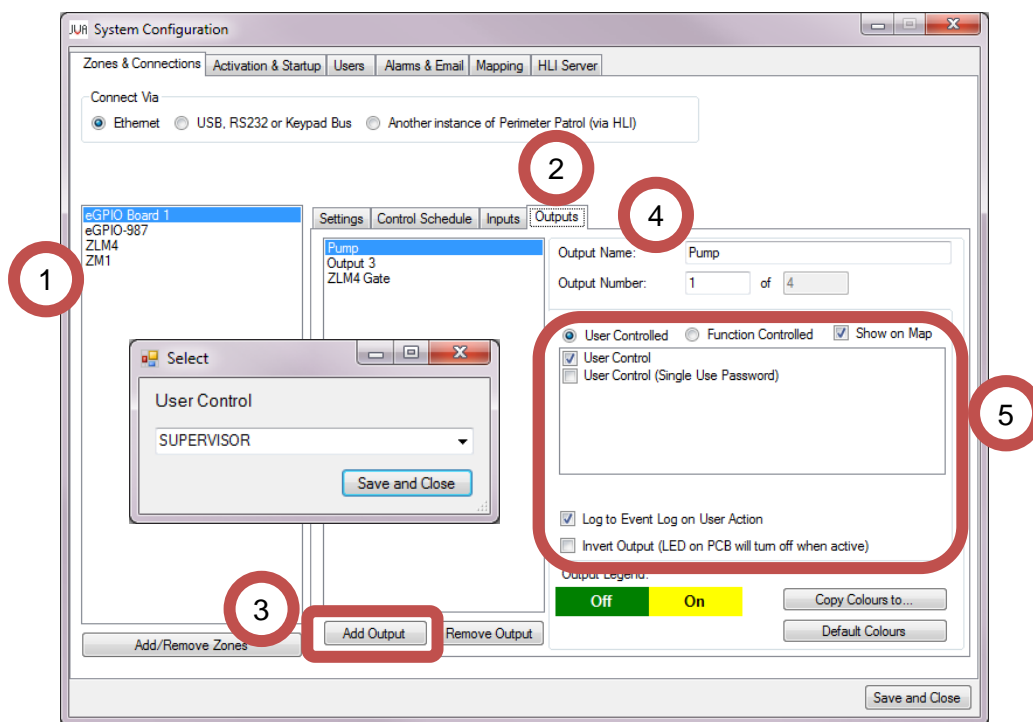 JVA System Configuration
Zones & Connections Activation & Startup Users Alarms & Email Mapping HLI Server
Connect Via
Ethernet USB, RS232 or Keypad Bus Another instance of Perimeter Patrol (via HLI)
2
eGPIO Board 1
eGPIO-987
ZLM4
ZM1
1
Settings Control Schedule Inputs Outputs
4
Pump
Output 3
ZLM4 Gate
Output Name: Pump
Output Number: 1 of 4
User Controlled Function Controlled Show on Map
User Control
User Control (Single Use Password)
5
Select
User Control
SUPERVISOR
Save and Close
Log to Event Log on User Action
Invert Output (LED on PCB will turn off when active)
Output Legend:
Off On
Copy Colours to...
Default Colours
3
Add Output Remove Output
Add/Remove Zones
Save and Close